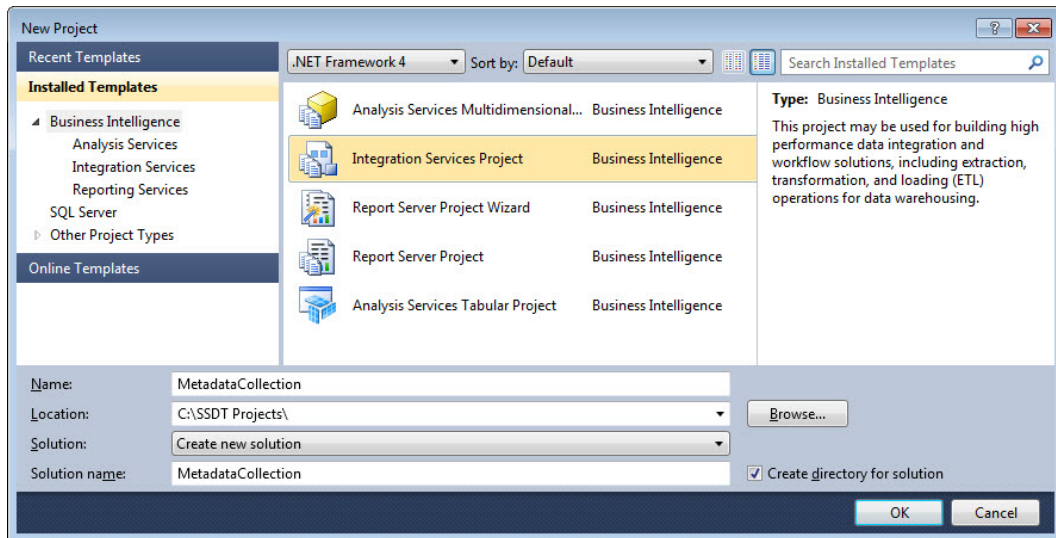 New Project
Recent Templates
Installed Templates
Business Intelligence
Analysis Services
Integration Services
Reporting Services
SQL Server
Other Project Types
Online Templates
.NET Framework 4 Sort by: Default Search Installed Templates
Analysis Services Multidimensional... Business Intelligence
Integration Services Project Business Intelligence
Report Server Project Wizard Business Intelligence
Report Server Project Business Intelligence
Analysis Services Tabular Project Business Intelligence
Type: Business Intelligence
This project may be used for building high
performance data integration and
workflow solutions, including extraction,
transformation, and loading (ETL)
operations for data warehousing.
Name: MetadataCollection
Location: C:\SSDT Projects\ Browse...
Solution: Create new solution
Solution name: MetadataCollection Create directory for solution
OK Cancel